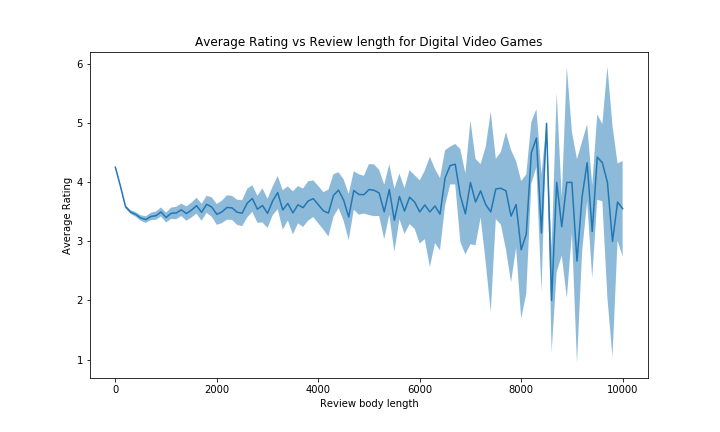 Average Rating vs Review length for Digital Video Games
6
5
4
3
2
1
Average Rating
0 2000 4000 6000 8000 10000
Review body length